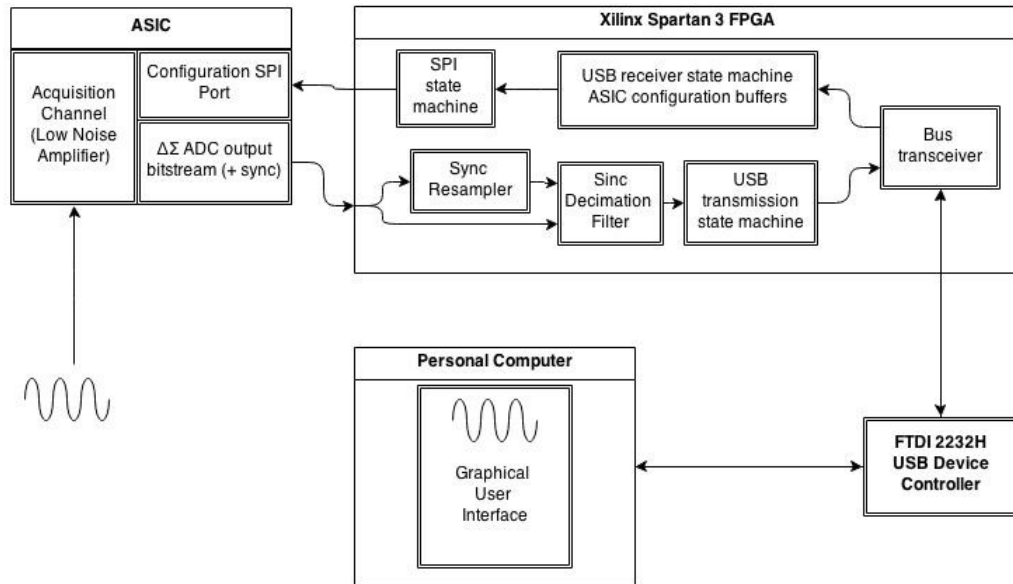 ASIC
Acquisition
Channel
(Low Noise
Amplifier)
Configuration SPI
Port
ΔΣ ADC output
bitstream (+ sync)
Xilinx Spartan 3 FPGA
SPI
state
machine
USB receiver state machine
ASIC configuration buffers
Bus
transceiver
Sync
Resampler
Sinc
Decimation
Filter
USB
transmission
state machine
Personal Computer
Graphical
User
Interface
FTDI 2232H
USB Device
Controller